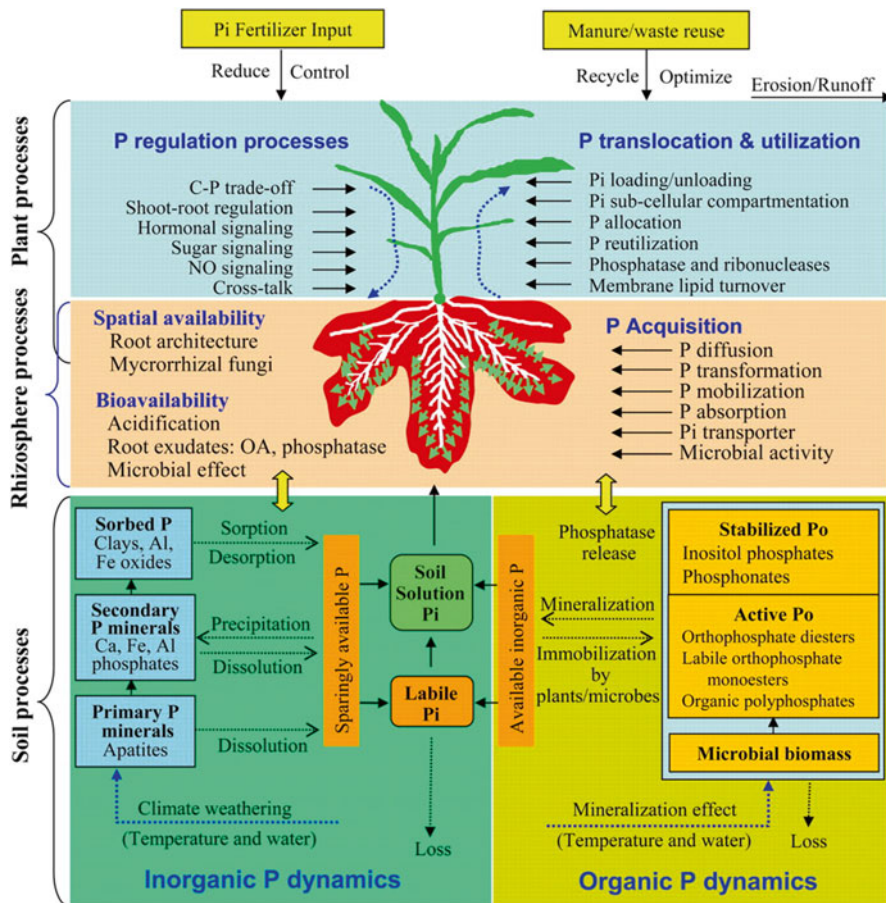 Pi Fertilizer Input
Manure/waste reuse
Reduce
Control
Recycle
Optimize
Erosion/Runoff
Plant processes
P regulation processes
C-P trade-off
Shoot-root regulation
Hormonal signaling
Sugar signaling
NO signaling
Cross-talk
P translocation & utilization
Pi loading/unloading
Pi sub-cellular compartmentation
P allocation
P reutilization
Phosphatase and ribonucleases
Membrane lipid turnover
Rhizosphere processes
Spatial availability
Root architecture
Mycrorrhizal fungi
Bioavailability
Acidification
Root exudates: OA, phosphatase
Microbial effect
P Acquisition
P diffusion
P transformation
P mobilization
P absorption
Pi transporter
Microbial activity
Soil processes
Sorbed P
Clays, Al,
Fe oxides
Sorption
Desorption
Secondary
P minerals
Ca, Fe, Al
phosphates
Precipitation
Dissolution
Primary P
minerals
Apatites
Dissolution
Climate weathering
(Temperature and water)
Sparingly available P
Soil
Solution
Pi
Labile
Pi
Loss
Inorganic P dynamics
Available inorganic P
Phosphatase
release
Mineralization
Immobilization
by
plants/microbes
Stabilized Po
Inositol phosphates
Phosphonates
Active Po
Orthophosphate diesters
Labile orthophosphate
monoesters
Organic polyphosphates
Microbial biomass
Mineralization effect
(Temperature and water)
Loss
Organic P dynamics